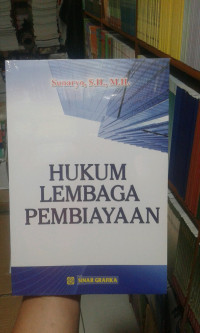 Sunaryo, S.H., M.H.
HUKUM
LEMBAGA
PEMBIAYAAN
SINAR GRAFIKA